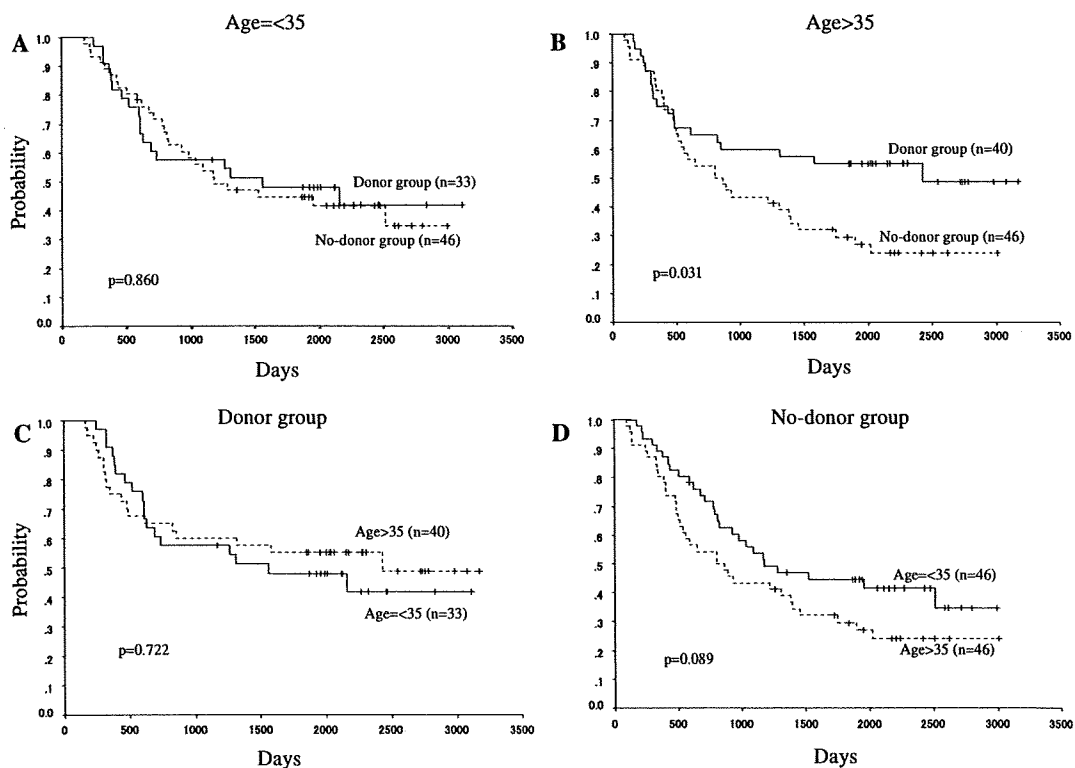 A
Age=<35
1.0
.9
.8
.7
.6
.5
.4
.3
.2
.1
0.0
Probability
Donor group (n=33)
No-donor group (n=46)
p=0.860
0 500 1000 1500 2000 2500 3000 3500
Days
B
Age>35
1.0
.9
.8
.7
.6
.5
.4
.3
.2
.1
0.0
Donor group (n=40)
No-donor group (n=46)
p=0.031
0 500 1000 1500 2000 2500 3000 3500
Days
C
Donor group
1.0
.9
.8
.7
.6
.5
.4
.3
.2
.1
0.0
Probability
Age>35 (n=40)
Age=<35 (n=33)
p=0.722
0 500 1000 1500 2000 2500 3000 3500
Days
D
No-donor group
1.0
.9
.8
.7
.6
.5
.4
.3
.2
.1
0.0
Age=<35 (n=46)
Age>35 (n=46)
p=0.089
0 500 1000 1500 2000 2500 3000 3500
Days